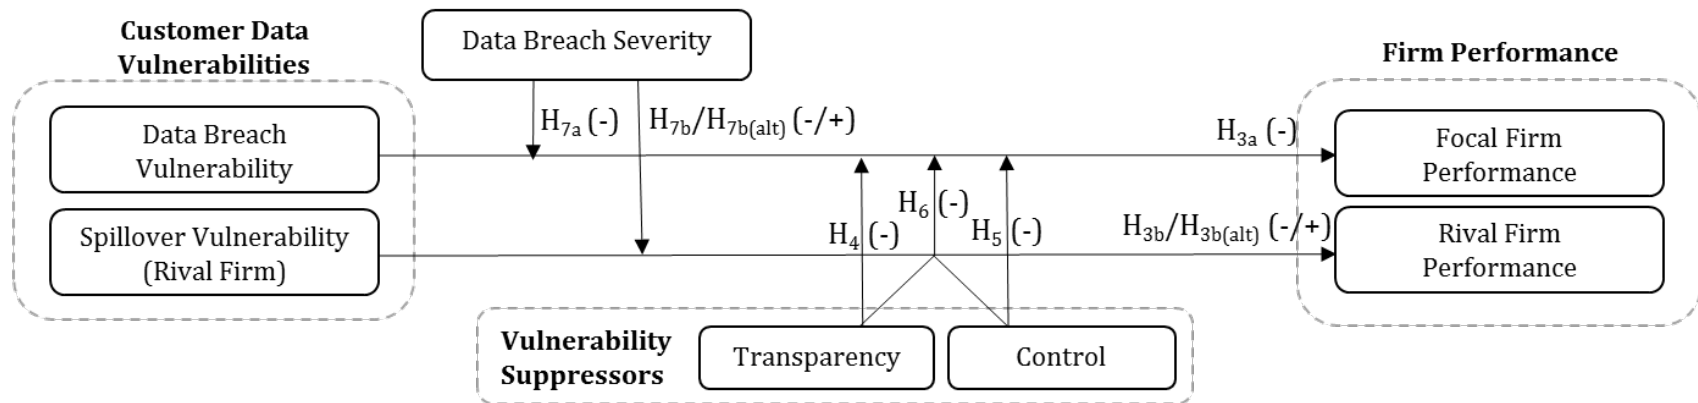 Customer Data
Vulnerabilities
Data Breach Severity
Firm Performance
H7a (-)
H7b/H7b(alt) (-/+)
Data Breach
Vulnerability
H3a (-)
Focal Firm
Performance
H6 (-)
H4 (-)
H5 (-)
H3b/H3b(alt) (-/+)
Spillover Vulnerability
(Rival Firm)
Rival Firm
Performance
Vulnerability
Suppressors
Transparency
Control